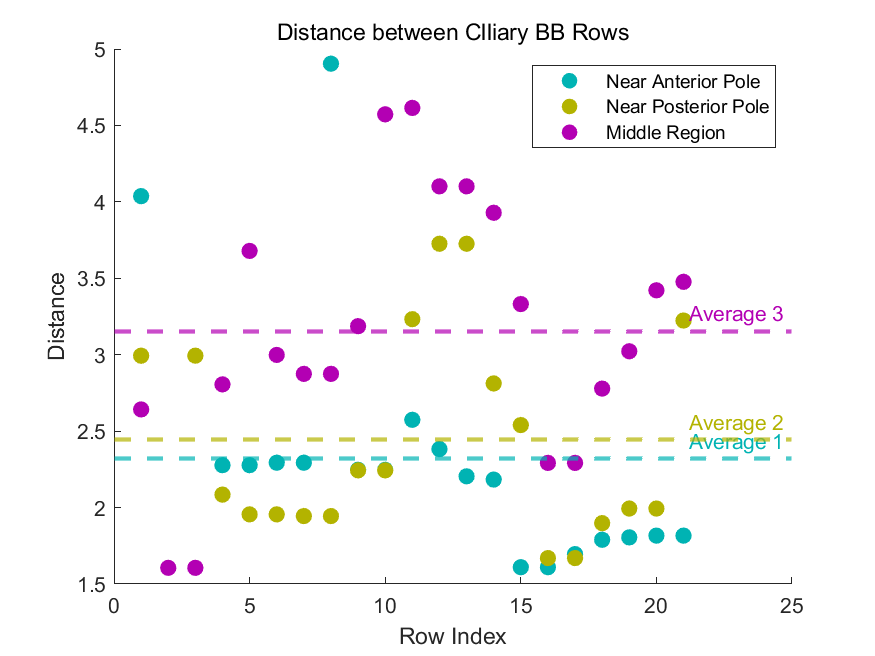 Distance between CIliary BB Rows
Near Anterior Pole
Near Posterior Pole
Middle Region
5
4.5
4
3.5
3
2.5
2
1.5
Distance
Average 3
Average 2
Average 1
0 5 10 15 20 25
Row Index